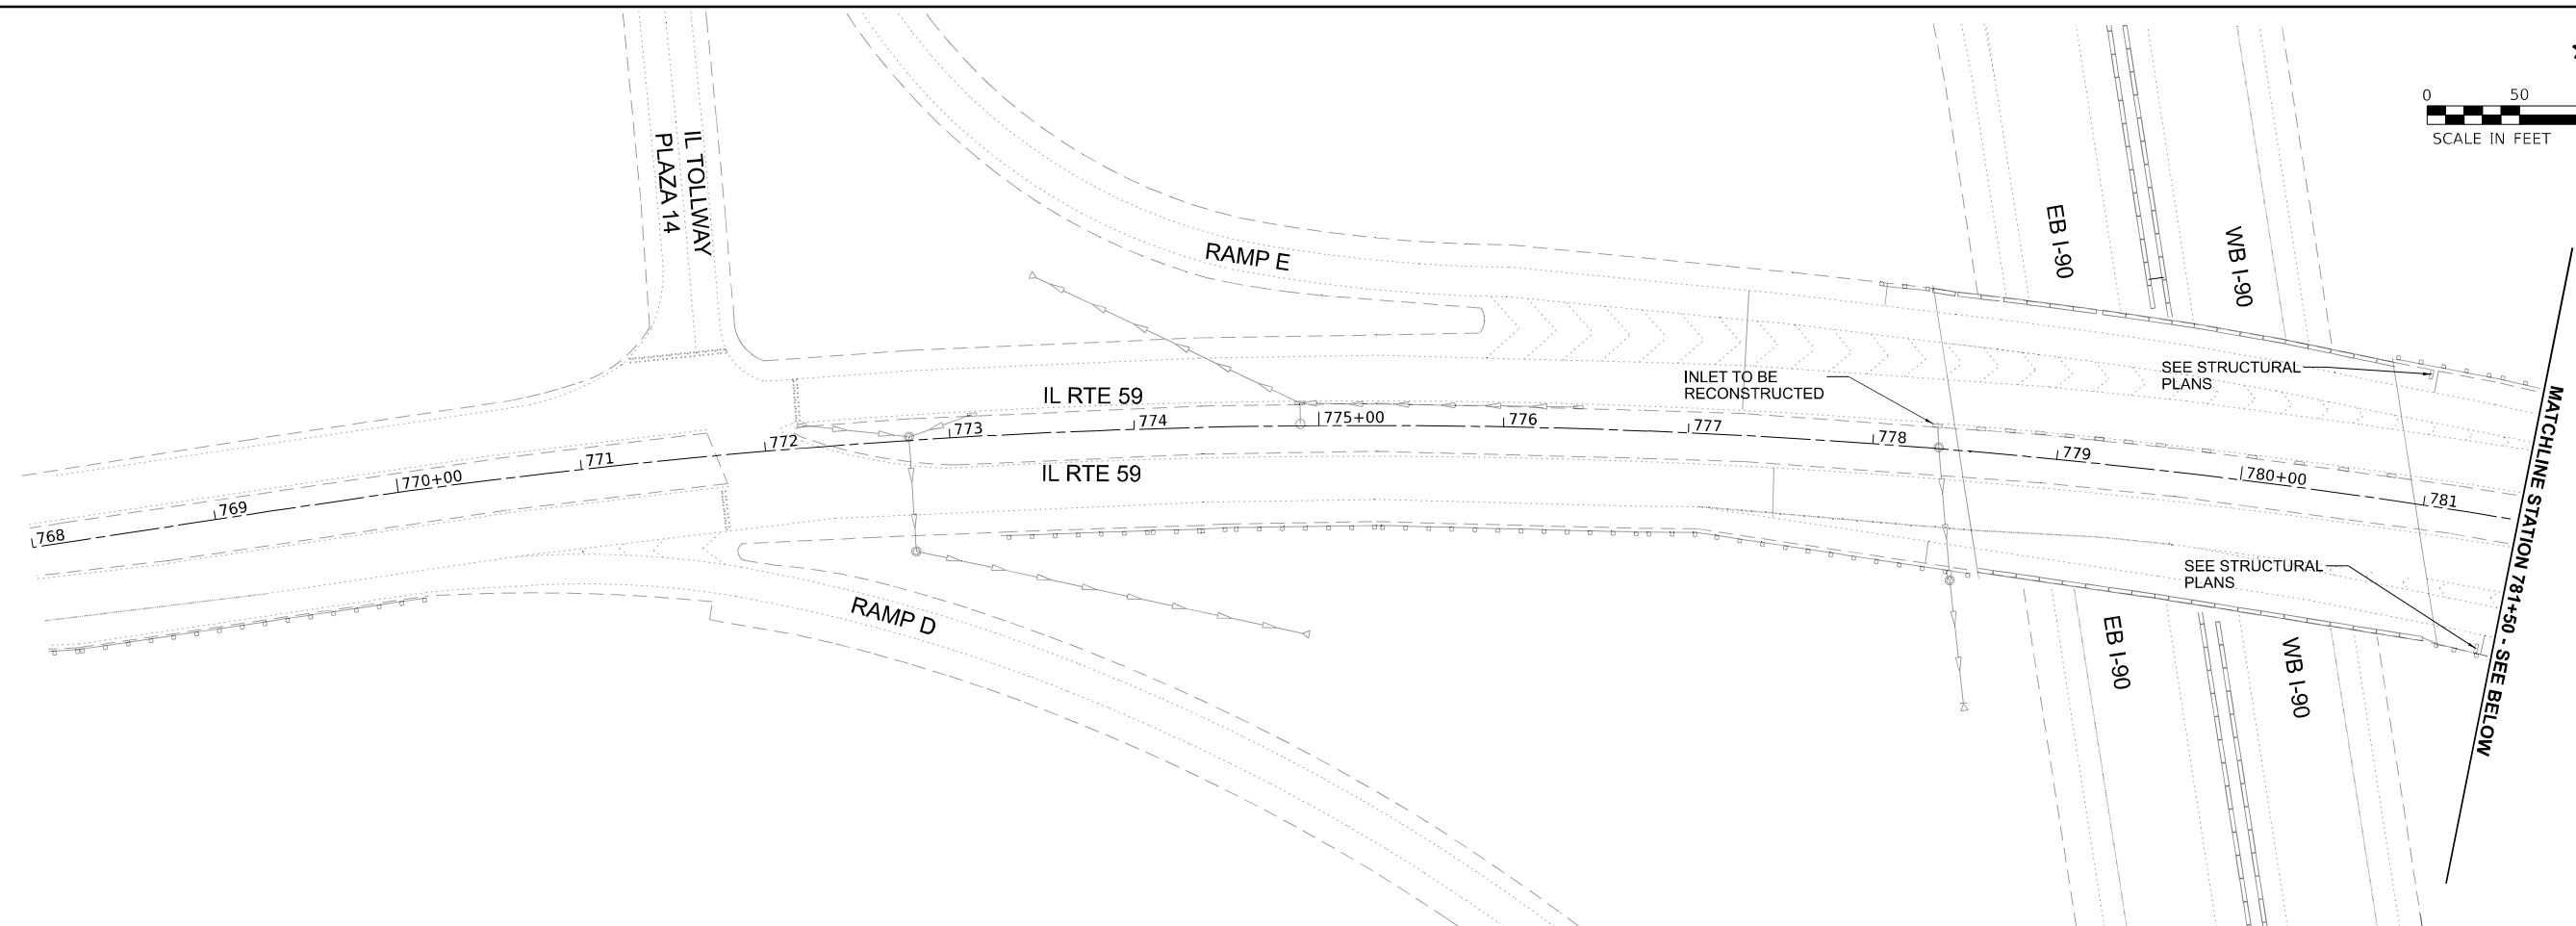 0 50
SCALE IN FEET
IL TOLLWAY
PLAZA 14
RAMP E
EB I-90
WB I-90
SEE STRUCTURAL
PLANS
INLET TO BE
RECONSTRUCTED
IL RTE 59
768
769
770+00
771
772
773
774
775+00
776
777
778
779
780+00
781
IL RTE 59
MATCHLINE STATION 781+50 - SEE BELOW
SEE STRUCTURAL
PLANS
RAMP D
EB I-90
WB I-90